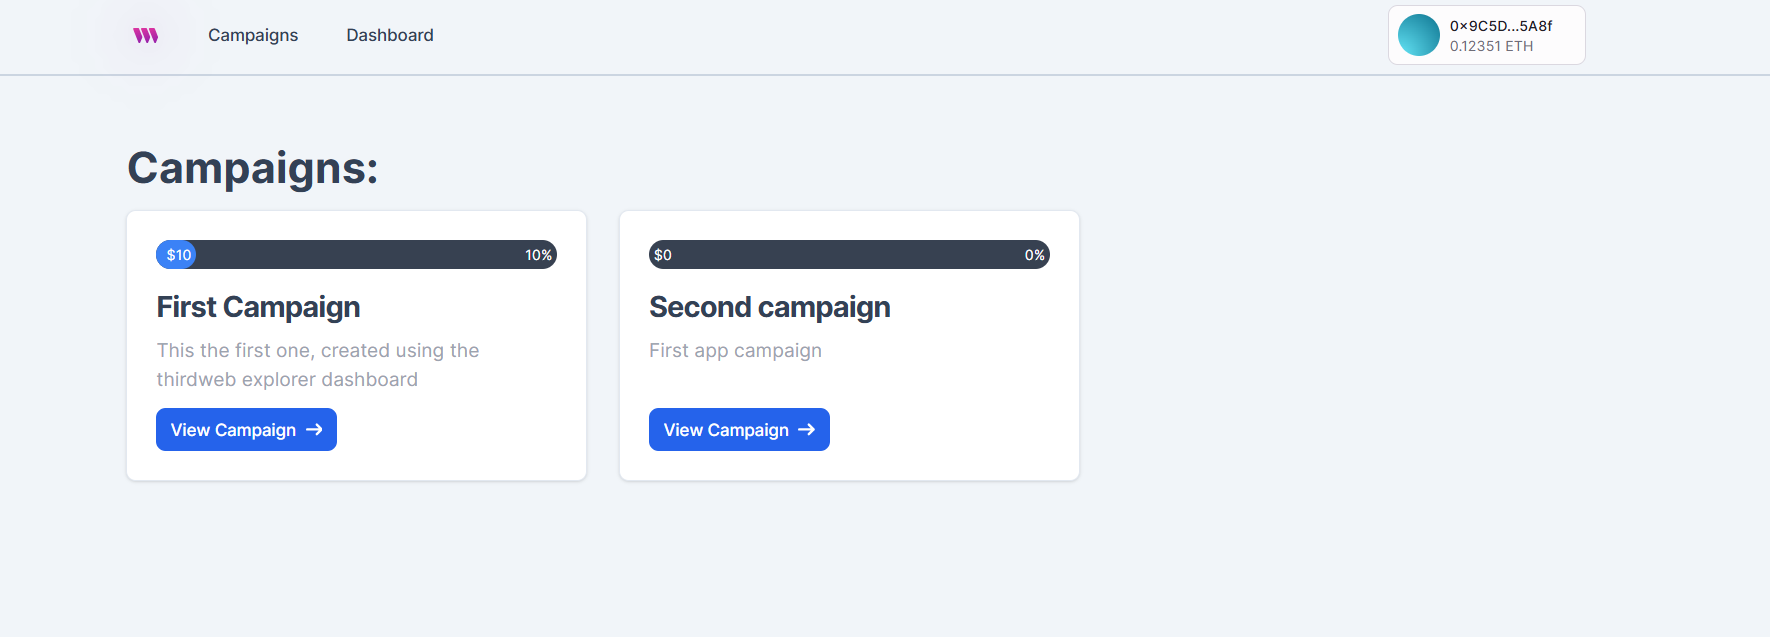 Campaigns
Dashboard
0x9C5D...5A8f
0.12351 ETH
Campaigns:
$10
10%
First Campaign
This the first one, created using the
thirdweb explorer dashboard
View Campaign →
$0
0%
Second campaign
First app campaign
View Campaign →